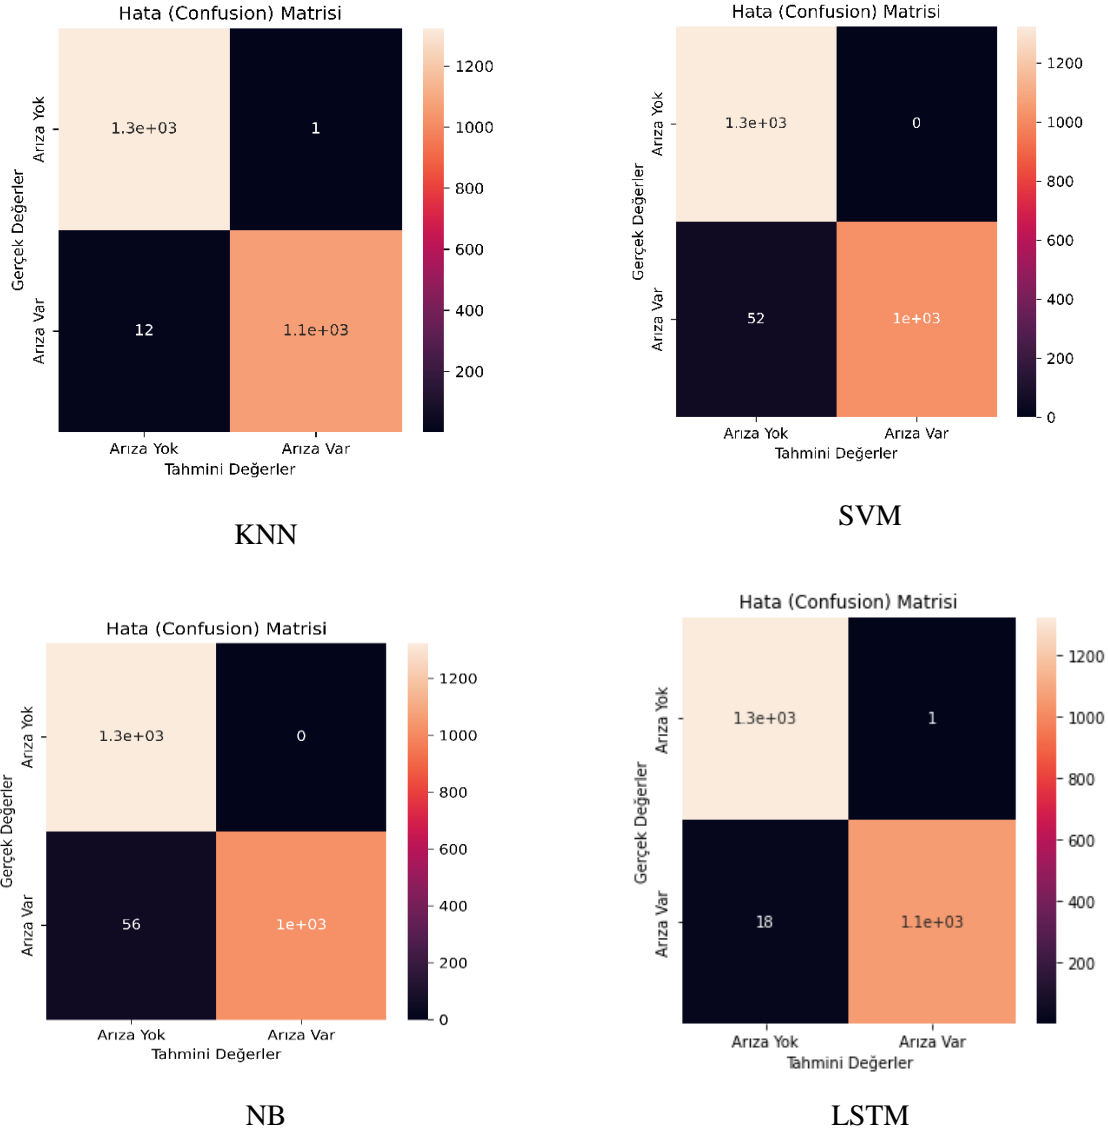 Hata (Confusion) Matrisi
Gerçek Değerler
Arıza Yok
Arıza Var
1.3e+03
1
12
1.1e+03
1200
1000
800
600
400
200
Arıza Yok
Arıza Var
Tahmini Değerler
KNN
Hata (Confusion) Matrisi
Gerçek Değerler
Arıza Yok
Arıza Var
1.3e+03
0
52
1e+03
1200
1000
800
600
400
200
0
Arıza Yok
Arıza Var
Tahmini Değerler
SVM
Hata (Confusion) Matrisi
Gerçek Değerler
Arıza Yok
Arıza Var
1.3e+03
0
56
1e+03
1200
1000
800
600
400
200
0
Arıza Yok
Arıza Var
Tahmini Değerler
NB
Hata (Confusion) Matrisi
Gerçek Değerler
Arıza Yok
Arıza Var
1.3e+03
1
18
1.1e+03
1200
1000
800
600
400
200
Arıza Yok
Arıza Var
Tahmini Değerler
LSTM